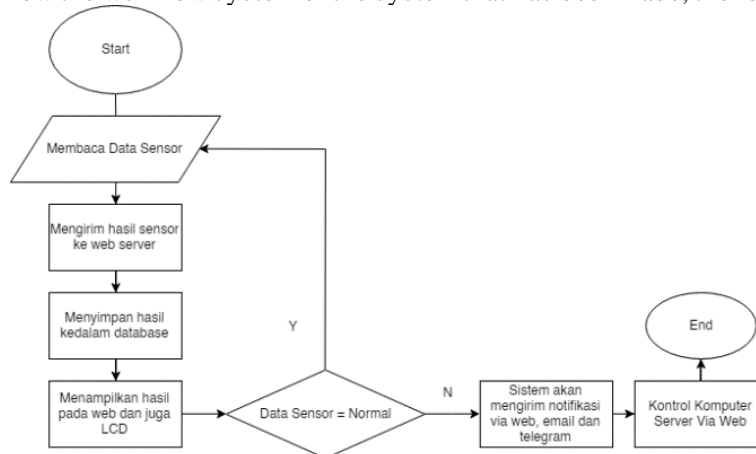 Start
Membaca Data Sensor
Mengirim hasil sensor
ke web server
Menyimpan hasil
kedalam database
Menampilkan hasil
pada web dan juga
LCD
Y
Data Sensor = Normal
N
Sistem akan
mengirim notifikasi
via web, email dan
telegram
Kontrol Komputer
Server Via Web
End